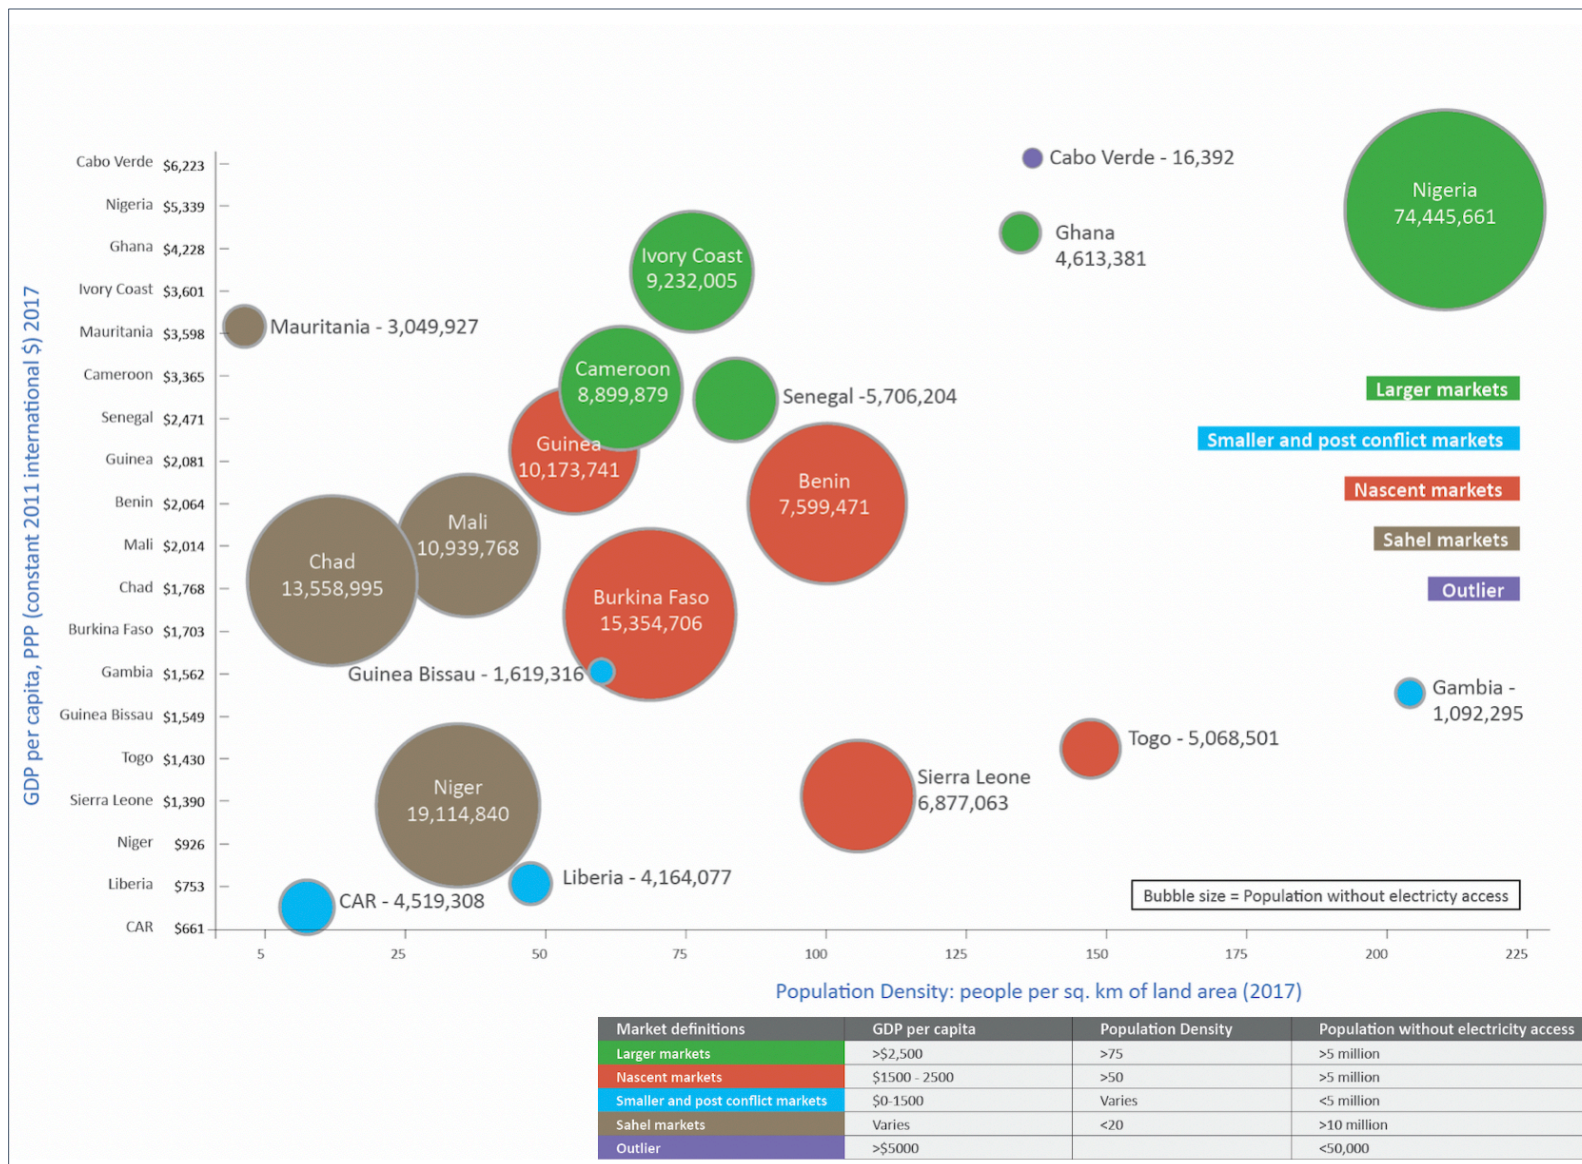 GDP per capita, PPP (constant 2011 international $) 2017
Cabo Verde $6,223
Nigeria $5,339
Ghana $4,228
Ivory Coast $3,601
Mauritania $3,598
Cameroon $3,365
Senegal $2,471
Guinea $2,081
Benin $2,064
Mali $2,014
Chad $1,768
Burkina Faso $1,703
Gambia $1,562
Guinea Bissau $1,549
Togo $1,430
Sierra Leone $1,390
Niger $926
Liberia $753
CAR $661
Cabo Verde - 16,392
Nigeria
74,445,661
Ghana
4,613,381
Ivory Coast
9,232,005
Mauritania - 3,049,927
Cameroon
8,899,879
Senegal -5,706,204
Guinea
10,173,741
Benin
7,599,471
Mali
10,939,768
Chad
13,558,995
Burkina Faso
15,354,706
Guinea Bissau - 1,619,316
Gambia -
1,092,295
Togo - 5,068,501
Sierra Leone
6,877,063
Niger
19,114,840
Liberia - 4,164,077
CAR - 4,519,308
Larger markets
Smaller and post conflict markets
Nascent markets
Sahel markets
Outlier
Bubble size = Population without electricty access
5 25 50 75 100 125 150 175 200 225
Population Density: people per sq. km of land area (2017)
Market definitions GDP per capita Population Density Population without electricity access
Larger markets >$2,500 >75 >5 million
Nascent markets $1500 - 2500 >50 >5 million
Smaller and post conflict markets $0-1500 Varies <5 million
Sahel markets Varies <20 >10 million
Outlier >$5000 <50,000